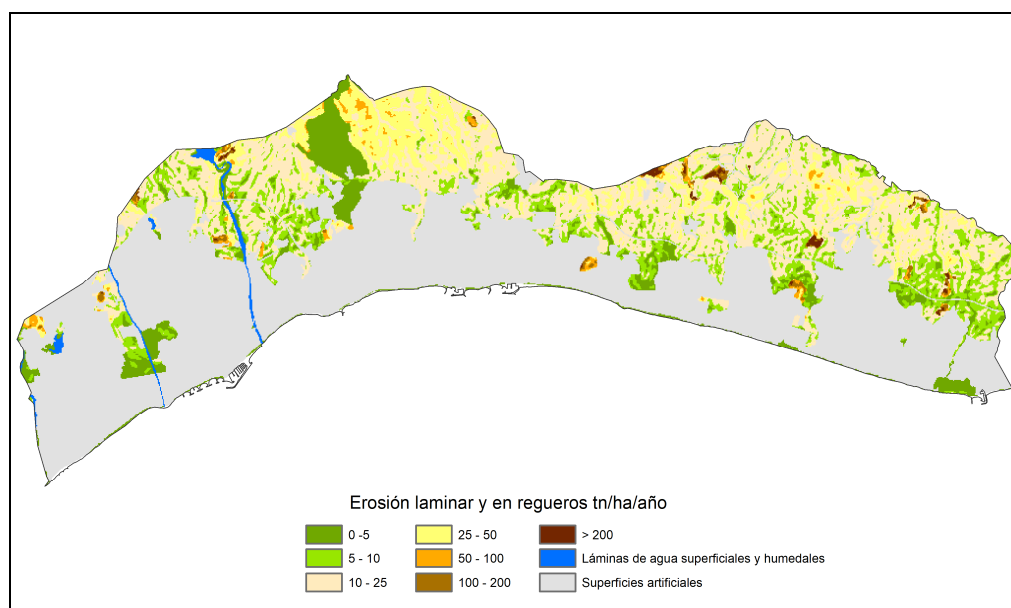 Erosión laminar y en regueros tn/ha/año
0 -5
25 - 50
> 200
5 - 10
50 - 100
Láminas de agua superficiales y humedales
10 - 25
100 - 200
Superficies artificiales